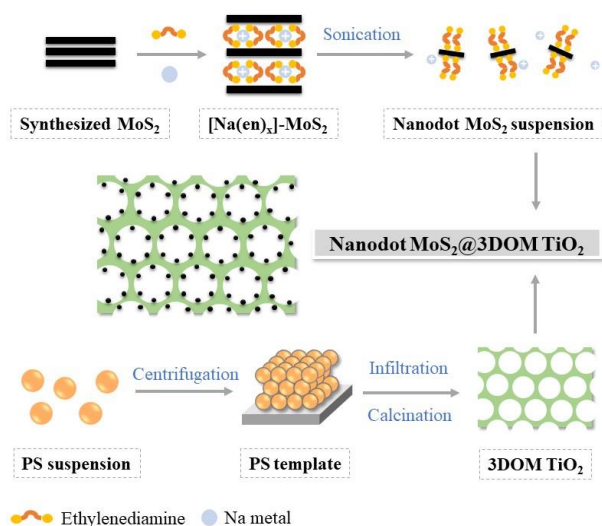 Sonication
Synthesized MoS₂
[Na(en)ₓ]-MoS₂
Nanodot MoS₂ suspension
Nanodot MoS₂@3DOM TiO₂
Centrifugation
Infiltration
Calcination
PS suspension
PS template
3DOM TiO₂
Ethylenediamine
Na metal